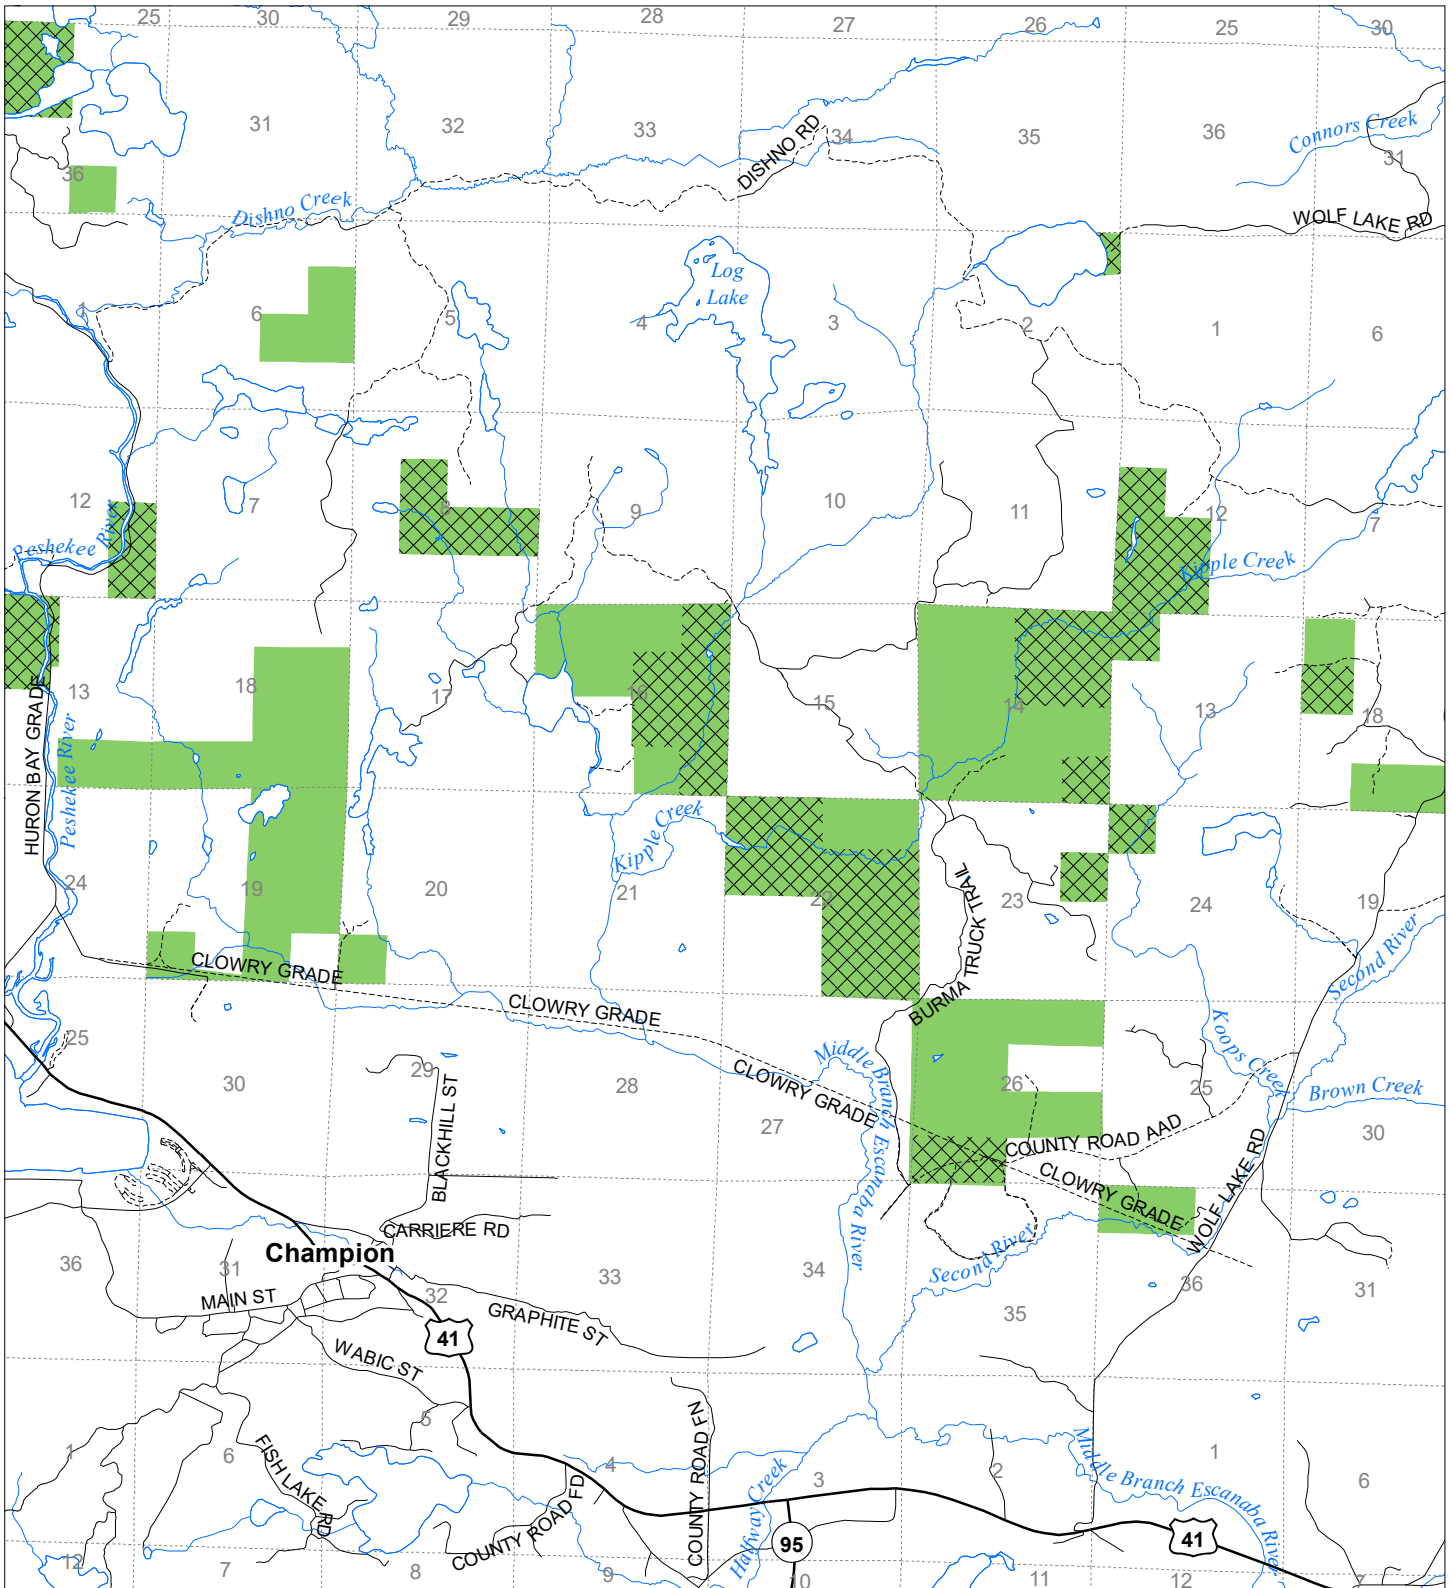 25
30
29
28
27
26
25
30
31
32
33
34
35
36
31
Connors Creek
DISHNO RD
36
Dishno Creek
WOLF LAKE RD
Log
Lake
1
6
5
4
3
2
1
6
12
7
8
9
10
11
12
7
Peshekee
River
Kipple Creek
13
18
17
16
15
14
13
18
HURON BAY GRADE
Peshekee River
Kipple Creek
24
19
20
21
22
23
24
19
BURMA TRUCK TRAIL
Second River
CLOWRY GRADE
CLOWRY GRADE
25
30
29
28
27
26
25
30
Koops Creek
Brown Creek
Middle Branch Escanaba River
CLOWRY GRADE
BLACKHILL ST
COUNTY ROAD AAD
CLOWRY GRADE
WOLF LAKE RD
CARRIERE RD
Champion
Second River
36
31
32
33
34
35
36
31
MAIN ST
GRAPHITE ST
41
WABIC ST
1
6
5
4
3
2
1
6
FISH LAKE RD
COUNTY ROAD FD
COUNTY ROAD FN
Halfway Creek
Middle Branch Escanaba River
95
41
12
7
8
9
10
11
12
7